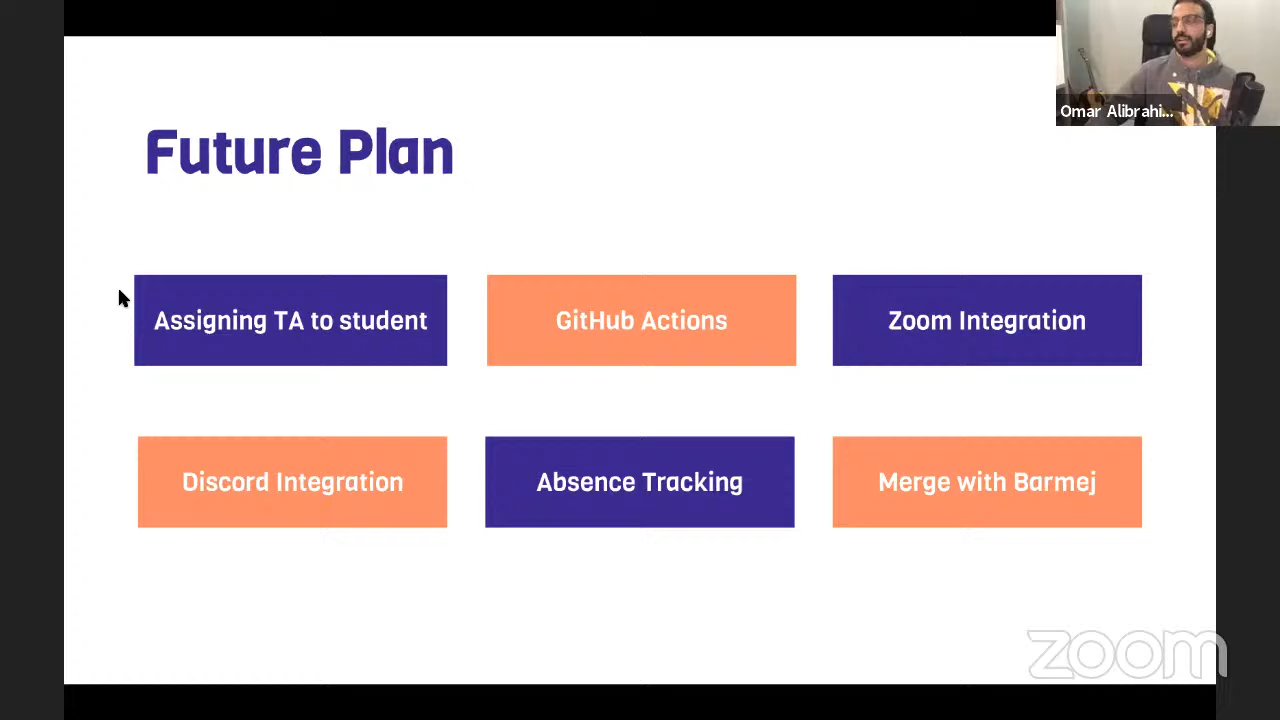 Omar Alibrahi...
Future Plan
Assigning TA to student
GitHub Actions
Zoom Integration
Discord Integration
Absence Tracking
Merge with Barmej
zoom